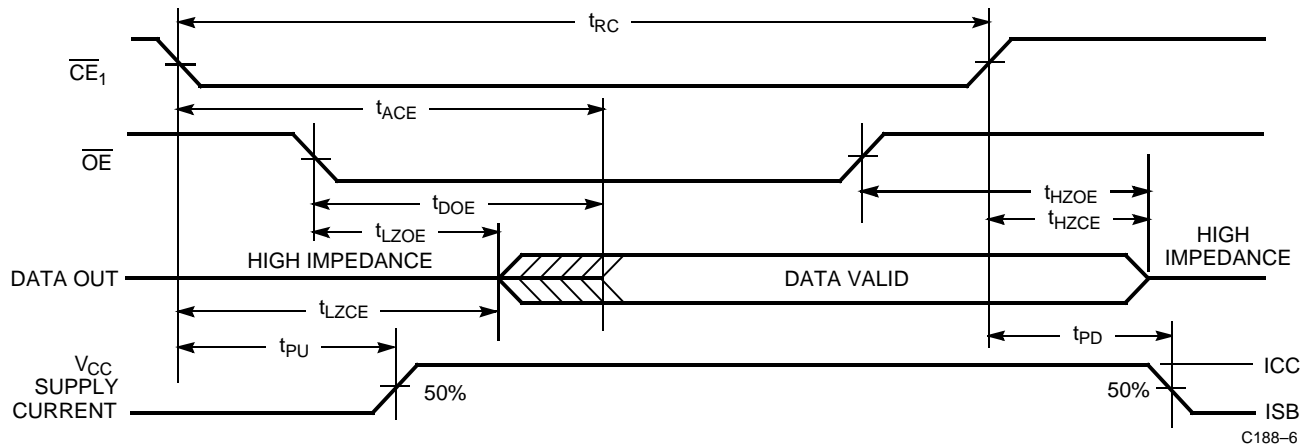 tRC
CE1
tACE
OE
tHZOE
tDOE
tHZCE
tLZOE
HIGH IMPEDANCE
HIGH
IMPEDANCE
DATA OUT
DATA VALID
tLZCE
tPU
tPD
VCC
SUPPLY
CURRENT
50%
50%
ICC
ISB
C188–6